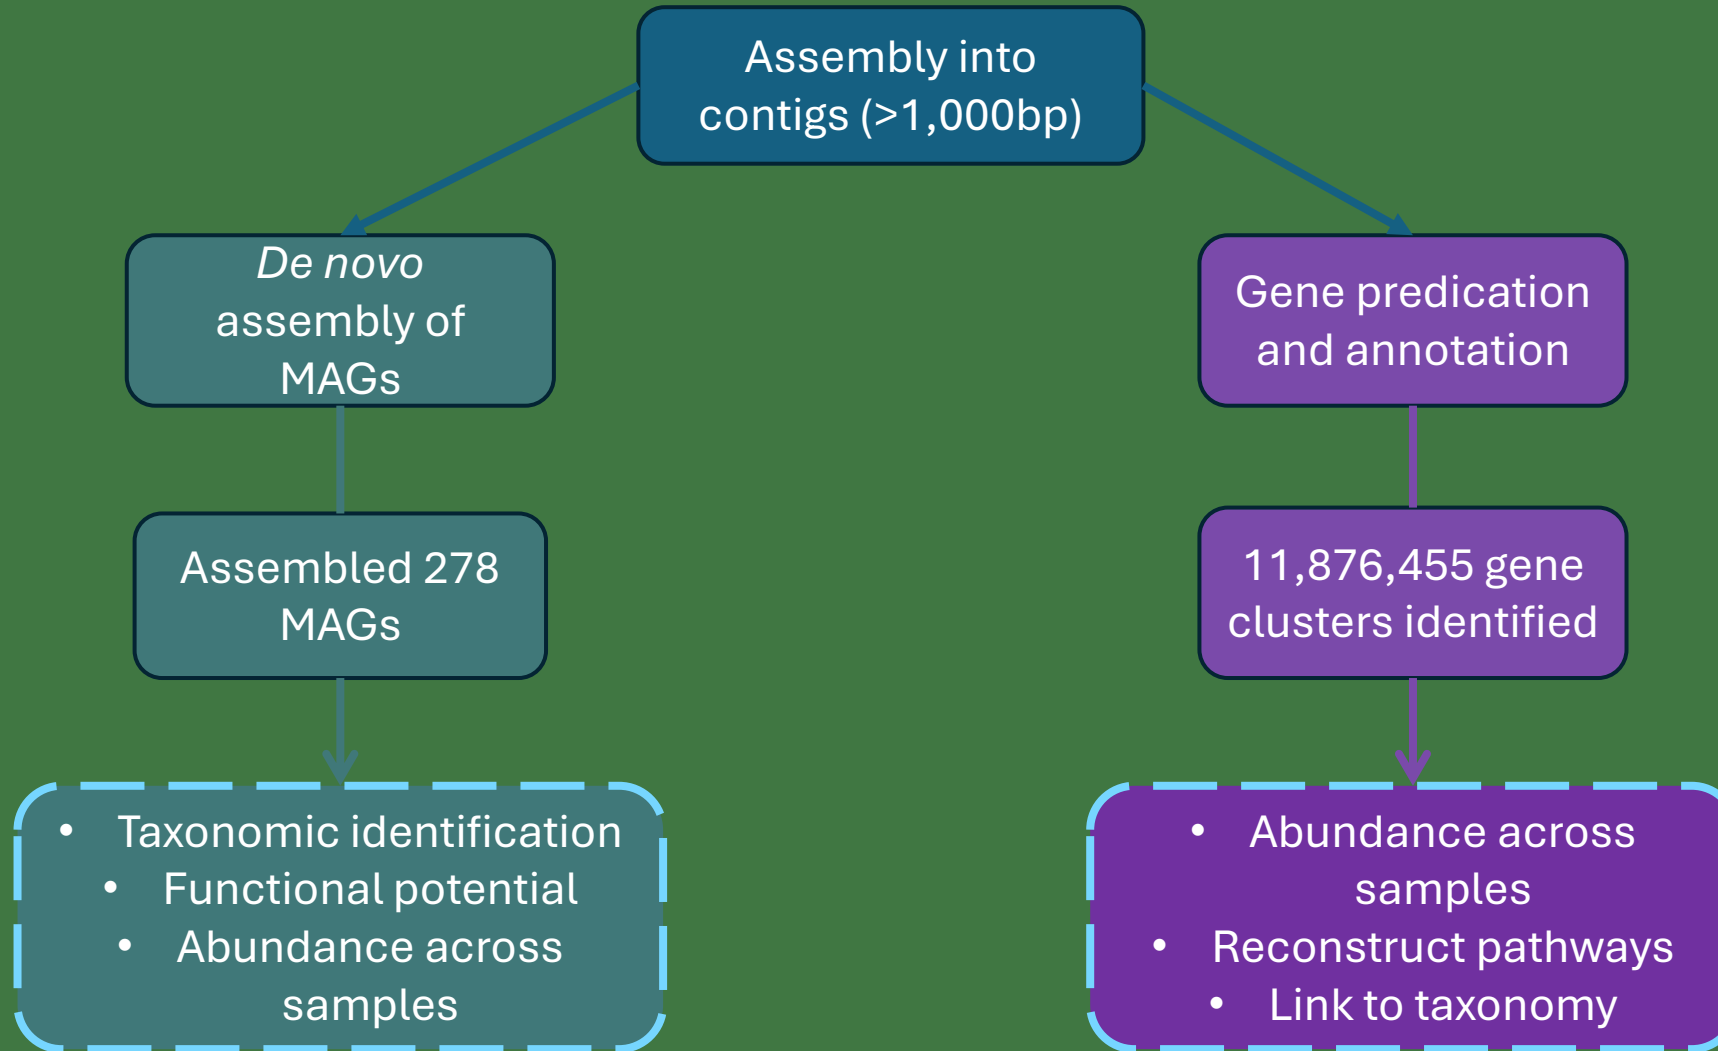 Assembly into
contigs (>1,000bp)
De novo
assembly of
MAGs
Gene predication
and annotation
Assembled 278
MAGs
11,876,455 gene
clusters identified
• Taxonomic identification
• Functional potential
• Abundance across
samples
• Abundance across
samples
• Reconstruct pathways
• Link to taxonomy